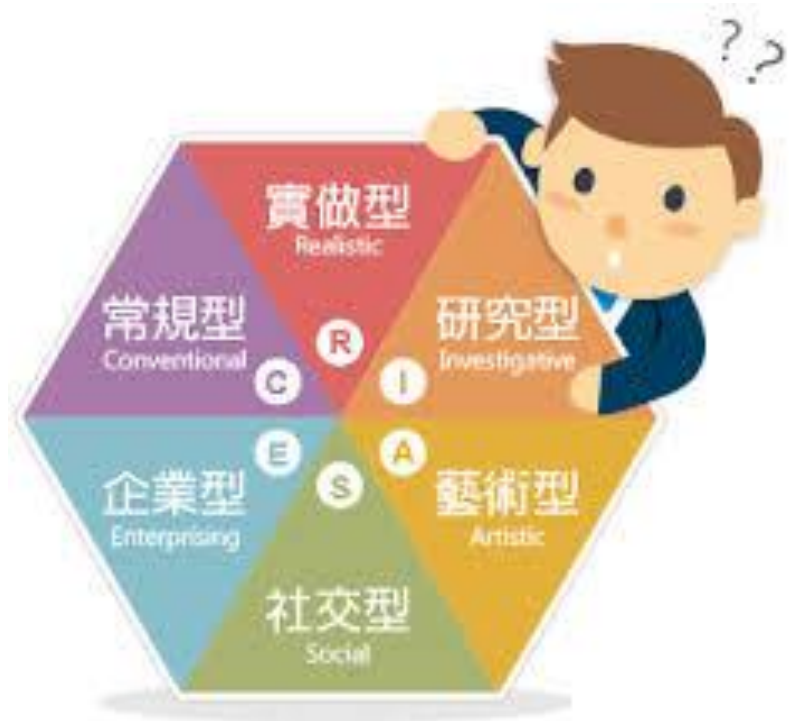 ? ?
實做型
Realistic
研究型
Investigative
藝術型
Artistic
社交型
Social
企業型
Enterprising
常規型
Conventional
R
I
A
S
E
C